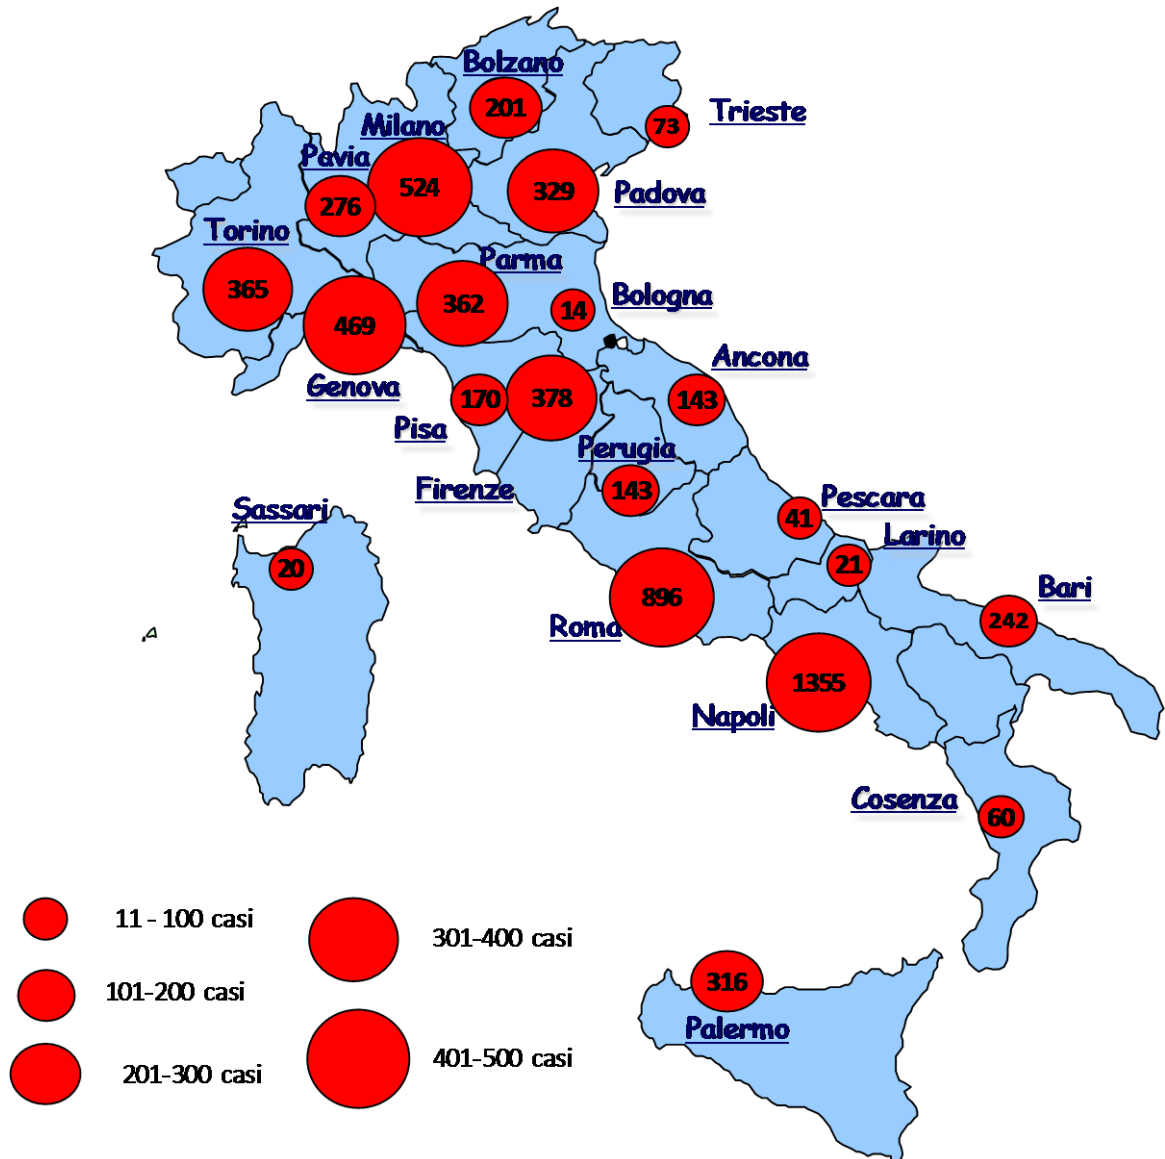 Bolzano
201
Trieste
73
Milano
524
Pavia
276
329
Padova
Torino
365
Parma
362
Bologna
14
469
Genova
Ancona
143
170
Pisa
378
Firenze
Perugia
143
Sassari
20
Pescara
41
Larino
21
Bari
242
896
Roma
1355
Napoli
Cosenza
60
316
Palermo
11 - 100 casi
101-200 casi
201-300 casi
301-400 casi
401-500 casi